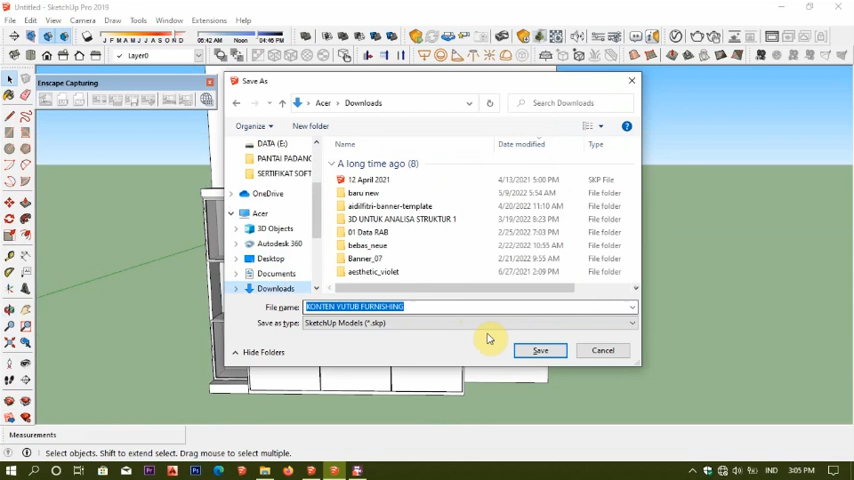 Untitled - SketchUp Pro 2019
File Edit View Camera Draw Tools Window Extensions Help
J F M A M J J A S O N D 06:42 AM Noon 04:46 PM
Layer0
Enscape Capturing
Save As
Acer > Downloads
Search Downloads
Organize
New folder
DATA (E:)
PANTAI PADANG
SERTIFIKAT SOFT
OneDrive
Acer
3D Objects
Autodesk 360
Desktop
Documents
Downloads
Name Date modified Type
A long time ago (8)
12 April 2021 4/13/2021 5:00 PM SKP File
baru new 5/9/2022 5:54 AM File folder
aidilfitri-banner-template 4/20/2022 11:10 AM File folder
3D UNTUK ANALISA STRUKTUR 1 3/19/2022 8:23 PM File folder
01 Data RAB 2/25/2022 7:03 PM File folder
bebas_neue 2/22/2022 10:55 AM File folder
Banner_07 2/21/2022 9:55 AM File folder
aesthetic_violet 6/27/2021 2:09 PM File folder
File name: KONTEN YUTUB FURNISHING
Save as type: SketchUp Models (*.skp)
Hide Folders
Save
Cancel
Measurements
Select objects. Shift to extend select. Drag mouse to select multiple.
IND 3:05 PM